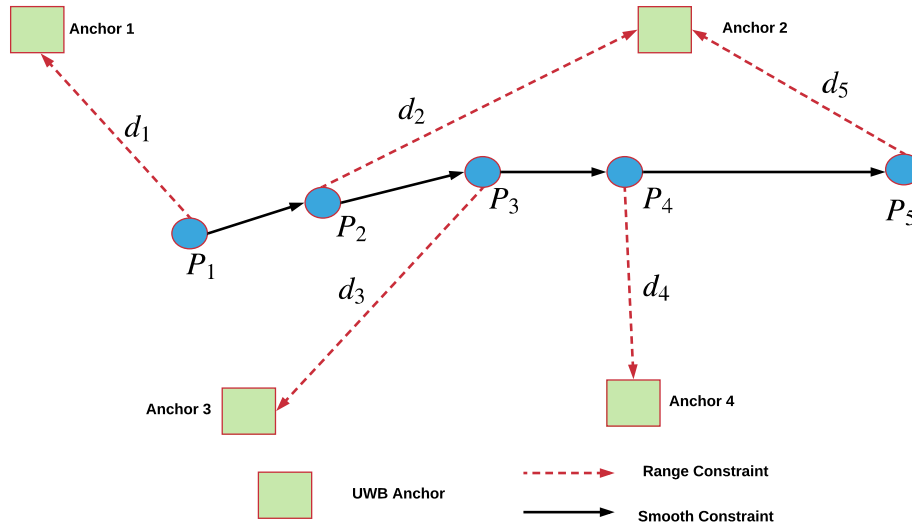 Anchor 1
Anchor 2
d1
d2
d5
P1
P2
P3
P4
P5
d3
d4
Anchor 3
Anchor 4
UWB Anchor
Range Constraint
Smooth Constraint